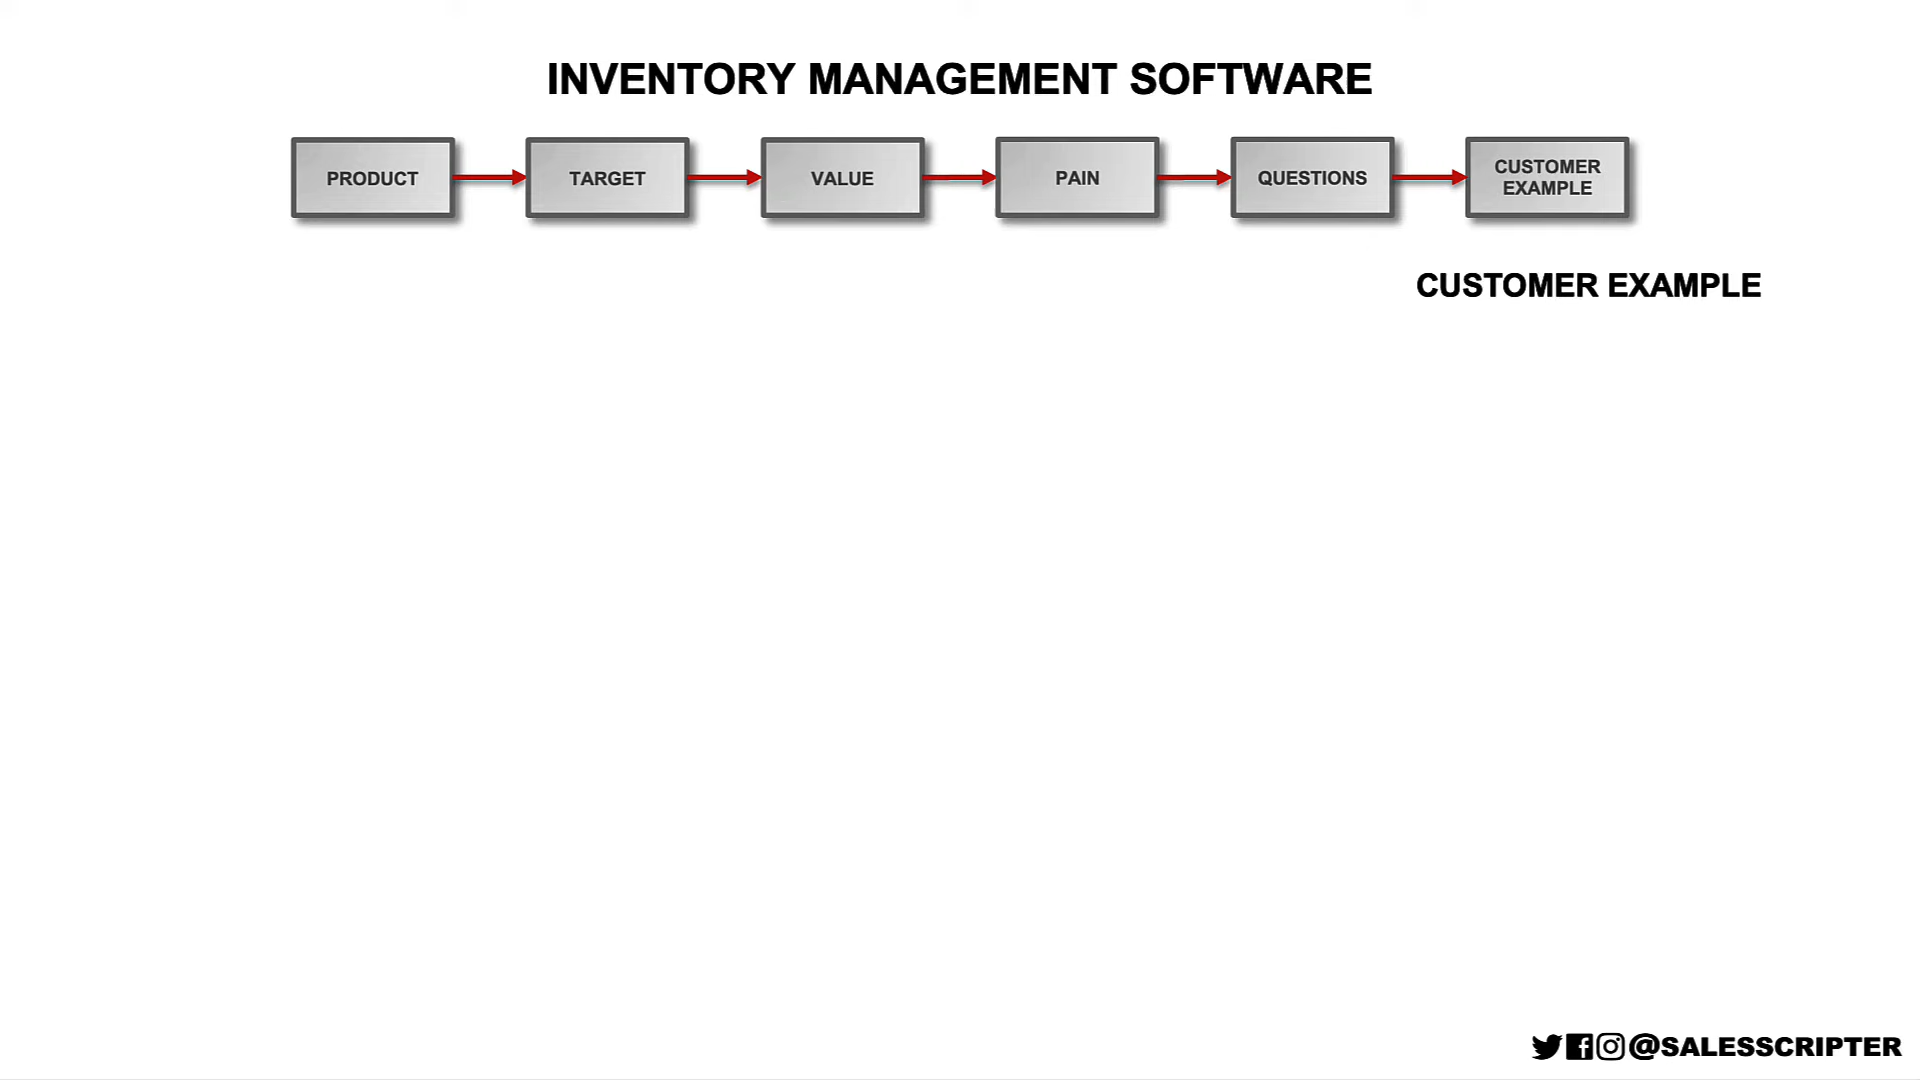 INVENTORY MANAGEMENT SOFTWARE
PRODUCT
TARGET
VALUE
PAIN
QUESTIONS
CUSTOMER
EXAMPLE
CUSTOMER EXAMPLE
@SALESSCRIPTER